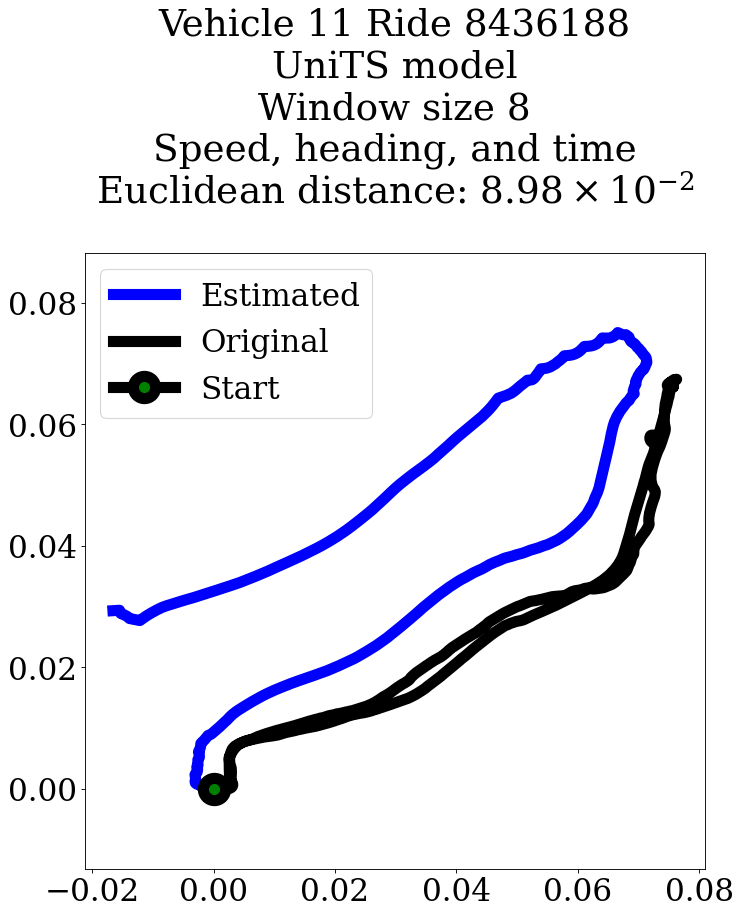 Vehicle 11 Ride 8436188
UniTS model
Window size 8
Speed, heading, and time
Euclidean distance: 8.98 × 10⁻²
Estimated
Original
Start
0.08
0.06
0.04
0.02
0.00
−0.02 0.00 0.02 0.04 0.06 0.08